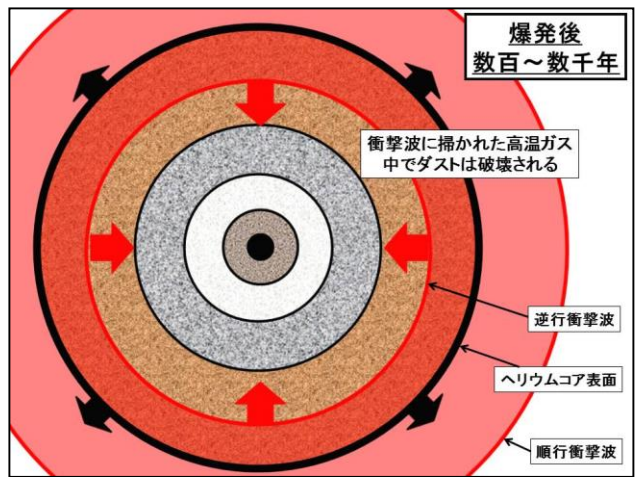 爆発後
数百～数千年
衝撃波に掃かれた高温ガス
中でダストは破壊される
逆行衝撃波
ヘリウムコア表面
順行衝撃波